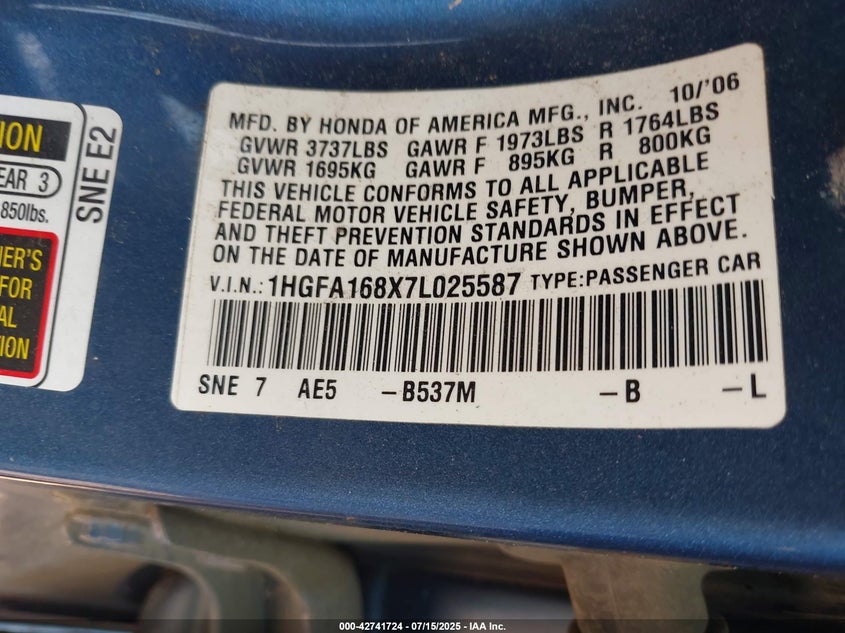 ION
EAR 3
850lbs.
NER'S
FOR
AL
TION
SNE E2
MFD. BY HONDA OF AMERICA MFG., INC. 10/'06
GVWR 3737LBS GAWR F 1973LBS R 1764LBS
GVWR 1695KG GAWR F 895KG R 800KG
THIS VEHICLE CONFORMS TO ALL APPLICABLE
FEDERAL MOTOR VEHICLE SAFETY, BUMPER,
AND THEFT PREVENTION STANDARDS IN EFFECT
ON THE DATE OF MANUFACTURE SHOWN ABOVE.
V.I.N.: 1HGFA168X7L025587 TYPE:PASSENGER CAR
SNE 7 AE5 -B537M -B -L
000-42741724 - 07/15/2025 - IAA Inc.